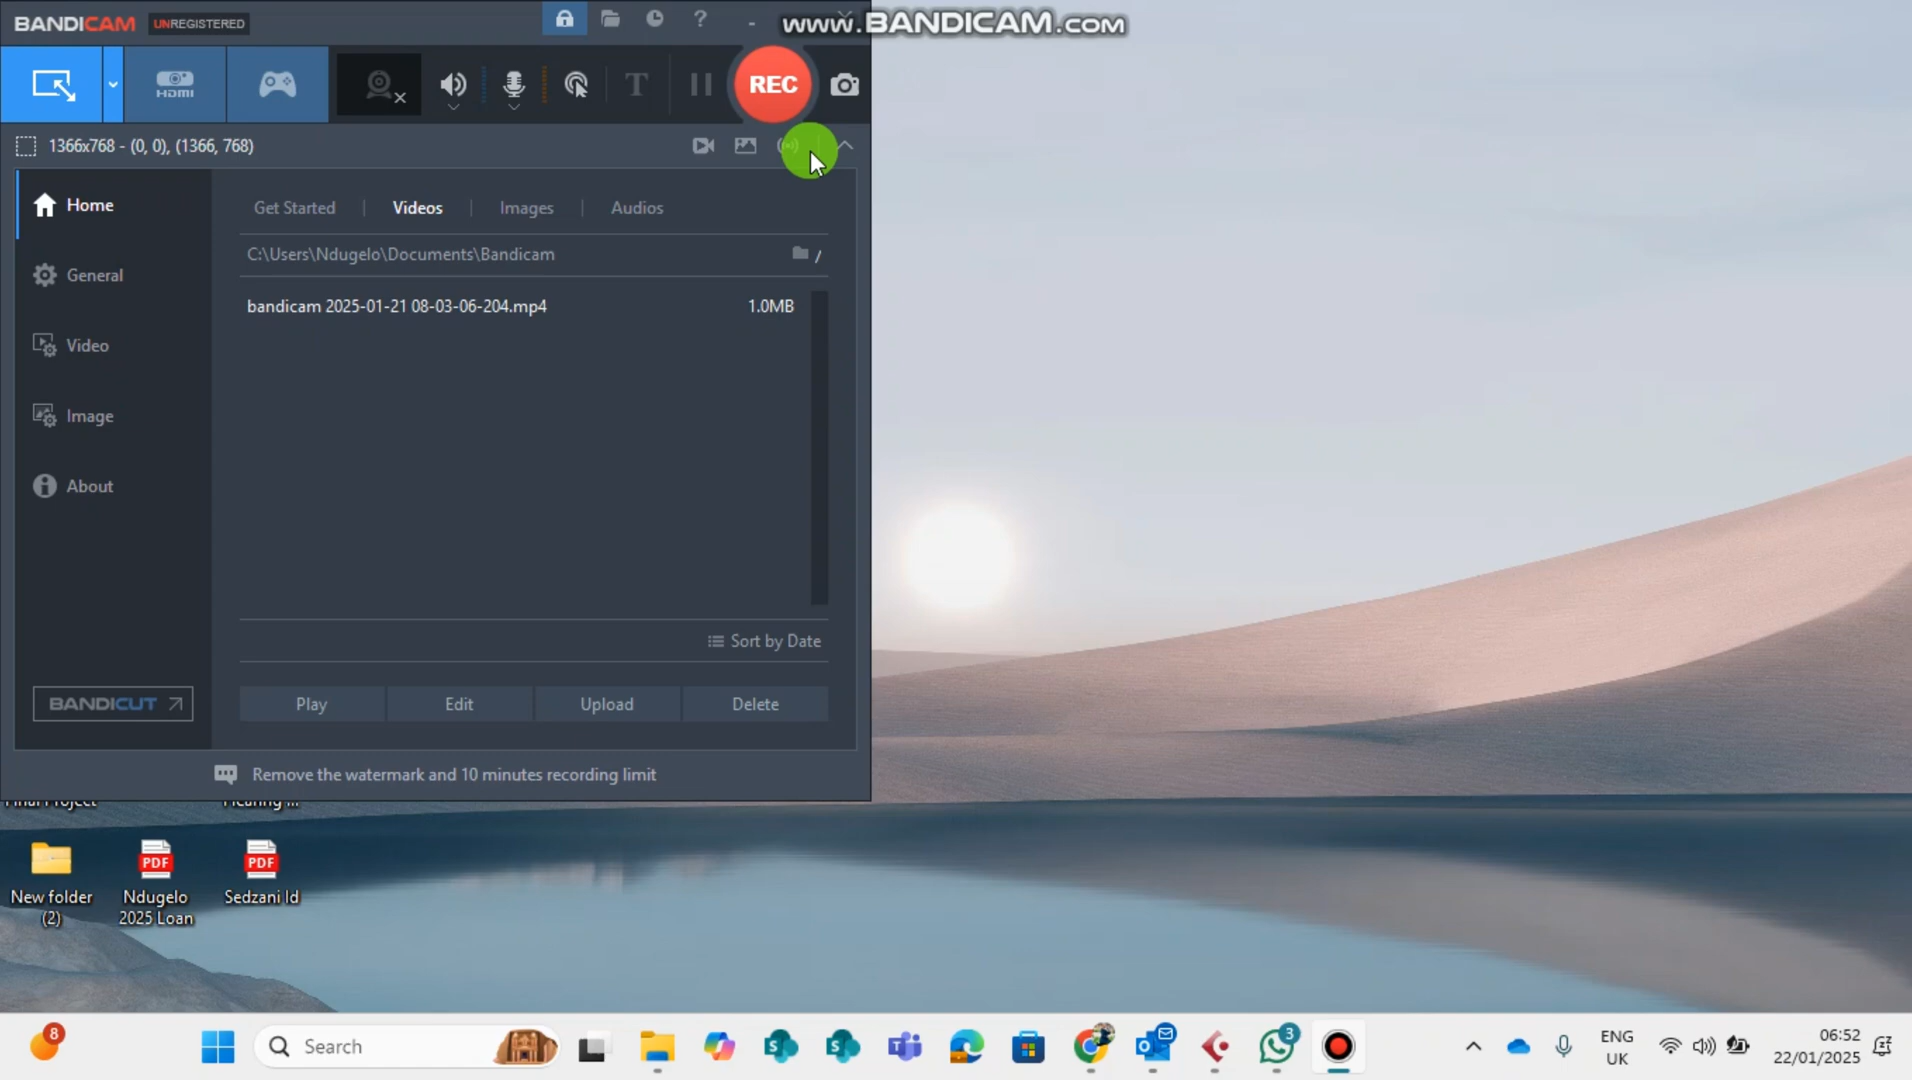 BANDICAM UNREGISTERED
www.BANDICAM.COM
HDMI
T
REC
1366x768 - (0, 0), (1366, 768)
Home
General
Video
Image
About
BANDICUT
Get Started | Videos | Images | Audios
C:\Users\Ndugelo\Documents\Bandicam
bandicam 2025-01-21 08-03-06-204.mp4 1.0MB
Sort by Date
Play Edit Upload Delete
Remove the watermark and 10 minutes recording limit
Final Project
Hearing ...
PDF
PDF
New folder
(2)
Ndugelo
2025 Loan
Sedzani Id
8
Search
3
ENG
UK
06:52
22/01/2025